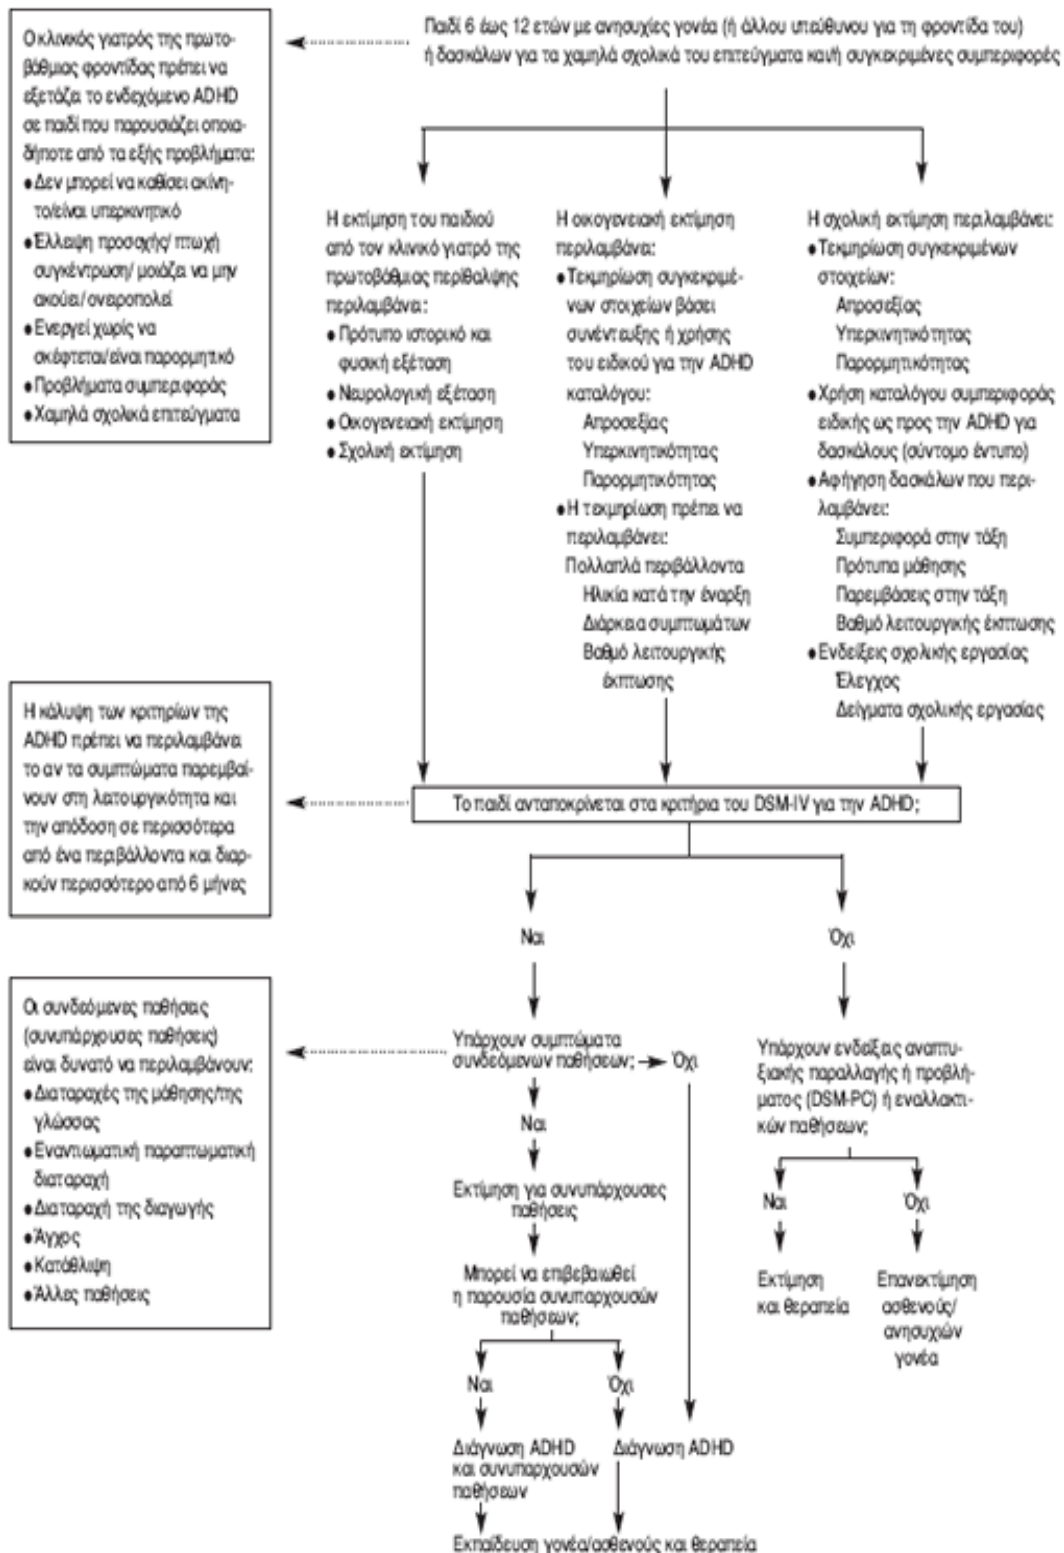 Παιδί 6 έως 12 ετών με ανησυχίες γονέα (ή άλλου υπεύθυνου για τη φροντίδα του)
ή δασκάλων για τα χαμηλά σχολικά του επιτεύγματα και/ή συγκεκριμένες συμπεριφορές
Ο κλινικός γιατρός της πρωτο-
βάθμιας φροντίδας πρέπει να
εξετάζει το ενδεχόμενο ADHD
σε παιδί που παρουσιάζει οποια-
δήποτε από τα εξής προβλήματα:
● Δεν μπορεί να καθίσει ακίνη-
το/είναι υπερκινητικό
● Έλλειψη προσοχής/ πτωχή
συγκέντρωση/ μοιάζει να μην
ακούει/ ονειροπολεί
● Ενεργεί χωρίς να
σκέφτεται/είναι παρορμητικό
● Προβλήματα συμπεριφοράς
● Χαμηλά σχολικά επιτεύγματα
Η εκτίμηση του παιδιού
από τον κλινικό γιατρό της
πρωτοβάθμιας περίθαλψης
περιλαμβάνει:
● Πρότυπο ιστορικό και
φυσική εξέταση
● Νευρολογική εξέταση
● Οικογενειακή εκτίμηση
● Σχολική εκτίμηση
Η οικογενειακή εκτίμηση
περιλαμβάνει:
● Τεκμηρίωση συγκεκριμέ-
νων στοιχείων βάσει
συνέντευξης ή χρήσης
του ειδικού για την ADHD
καταλόγου:
Απροσεξίας
Υπερκινητικότητας
Παρορμητικότητας
● Η τεκμηρίωση πρέπει να
περιλαμβάνει:
Πολλαπλά περιβάλλοντα
Ηλικία κατά την έναρξη
Διάρκεια συμπτωμάτων
Βαθμό λειτουργικής
έκπτωσης
Η σχολική εκτίμηση περιλαμβάνει:
● Τεκμηρίωση συγκεκριμένων
στοιχείων:
Απροσεξίας
Υπερκινητικότητας
Παρορμητικότητας
● Χρήση καταλόγου συμπεριφοράς
ειδικής ως προς την ADHD για
δασκάλους (σύντομο έντυπο)
● Αφήγηση δασκάλων που περι-
λαμβάνει:
Συμπεριφορά στην τάξη
Πρότυπα μάθησης
Παρεμβάσεις στην τάξη
Βαθμό λειτουργικής έκπτωσης
● Ενδείξεις σχολικής εργασίας
Έλεγχος
Δείγματα σχολικής εργασίας
Η κάλυψη των κριτηρίων της
ADHD πρέπει να περιλαμβάνει
το αν τα συμπτώματα παρεμβαί-
νουν στη λειτουργικότητα και
την απόδοση σε περισσότερα
από ένα περιβάλλοντα και διαρ-
κούν περισσότερο από 6 μήνες
Το παιδί ανταποκρίνεται στα κριτήρια του DSM-IV για την ADHD;
Ναι
Όχι
Οι συνδεόμενες παθήσεις
(συνυπάρχουσες παθήσεις)
είναι δυνατό να περιλαμβάνουν:
● Διαταραχές της μάθησης/της
γλώσσας
● Εναντιωματική παραπτωματική
διαταραχή
● Διαταραχή της διαγωγής
● Άγχος
● Κατάθλιψη
● Άλλες παθήσεις
Υπάρχουν συμπτώματα
συνδεόμενων παθήσεων;
Όχι
Ναι
Εκτίμηση για συνυπάρχουσες
παθήσεις
Μπορεί να επιβεβαιωθεί
η παρουσία συνυπαρχουσών
παθήσεων;
Ναι
Όχι
Διάγνωση ADHD
και συνυπαρχουσών
παθήσεων
Διάγνωση ADHD
Εκπαίδευση γονέα/ασθενούς και θεραπεία
Υπάρχουν ενδείξεις αναπτυ-
ξιακής παραλλαγής ή προβλή-
ματος (DSM-PC) ή εναλλακτι-
κών παθήσεων;
Ναι
Όχι
Εκτίμηση
και θεραπεία
Επανεκτίμηση
ασθενούς/
ανησυχιών
γονέα